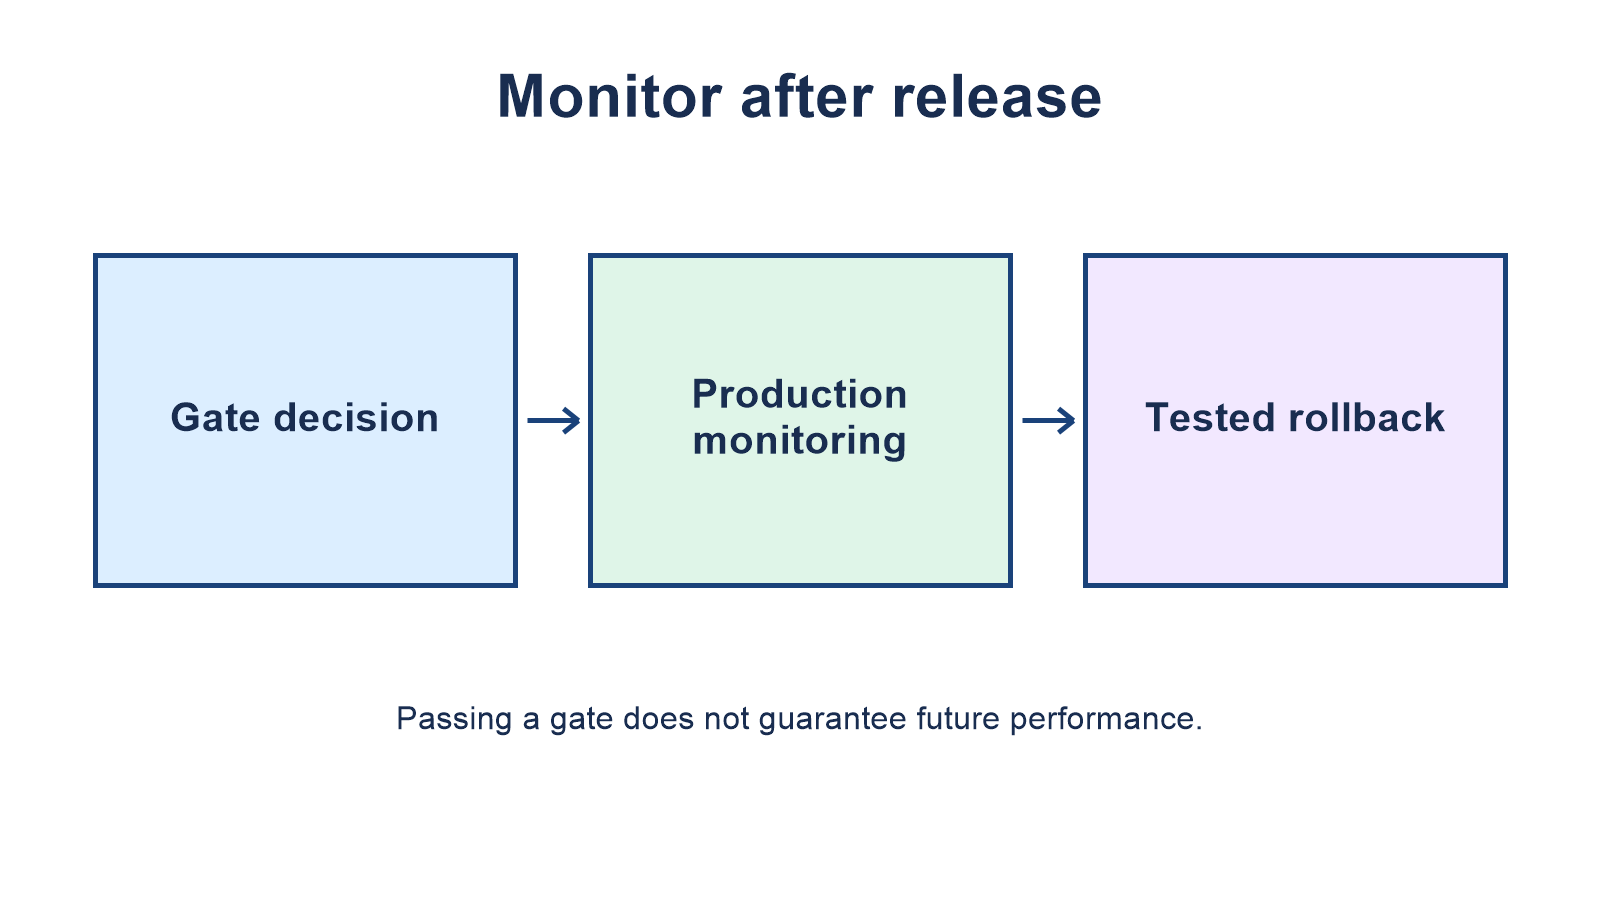 Monitor after release
Gate decision
Production
monitoring
Tested rollback
Passing a gate does not guarantee future performance.